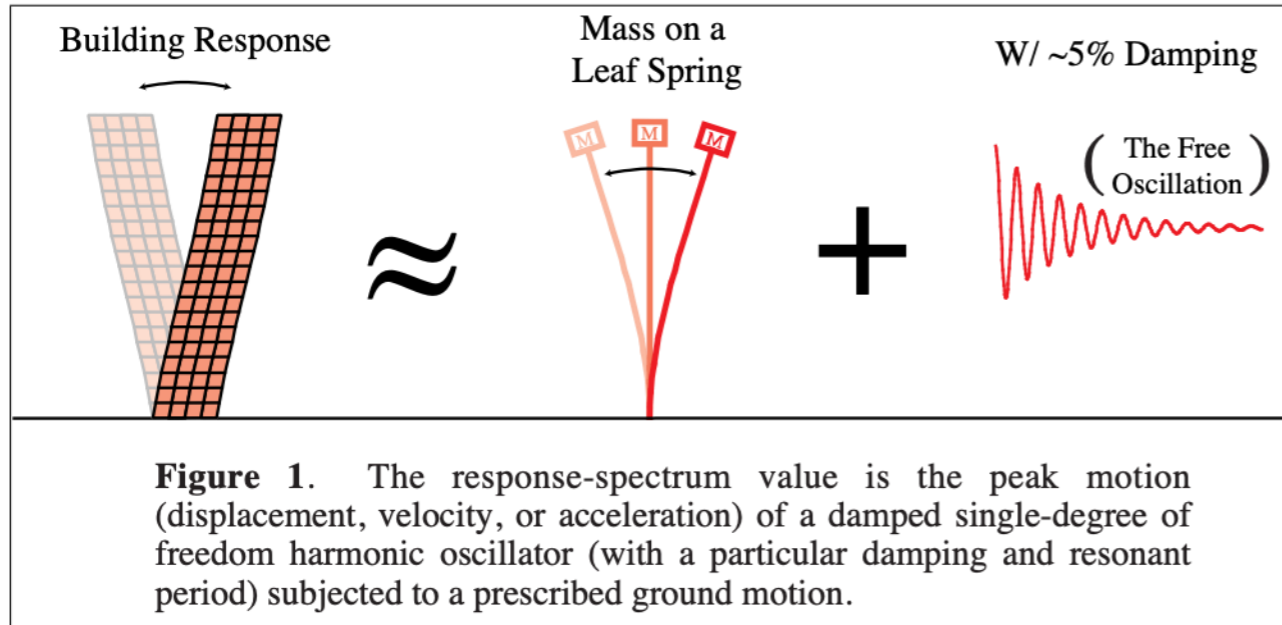 Building Response
Mass on a
Leaf Spring
W/ ~5% Damping
(The Free
Oscillation)
M
M
M
≈
+
Figure 1. The response-spectrum value is the peak motion
(displacement, velocity, or acceleration) of a damped single-degree of
freedom harmonic oscillator (with a particular damping and resonant
period) subjected to a prescribed ground motion.